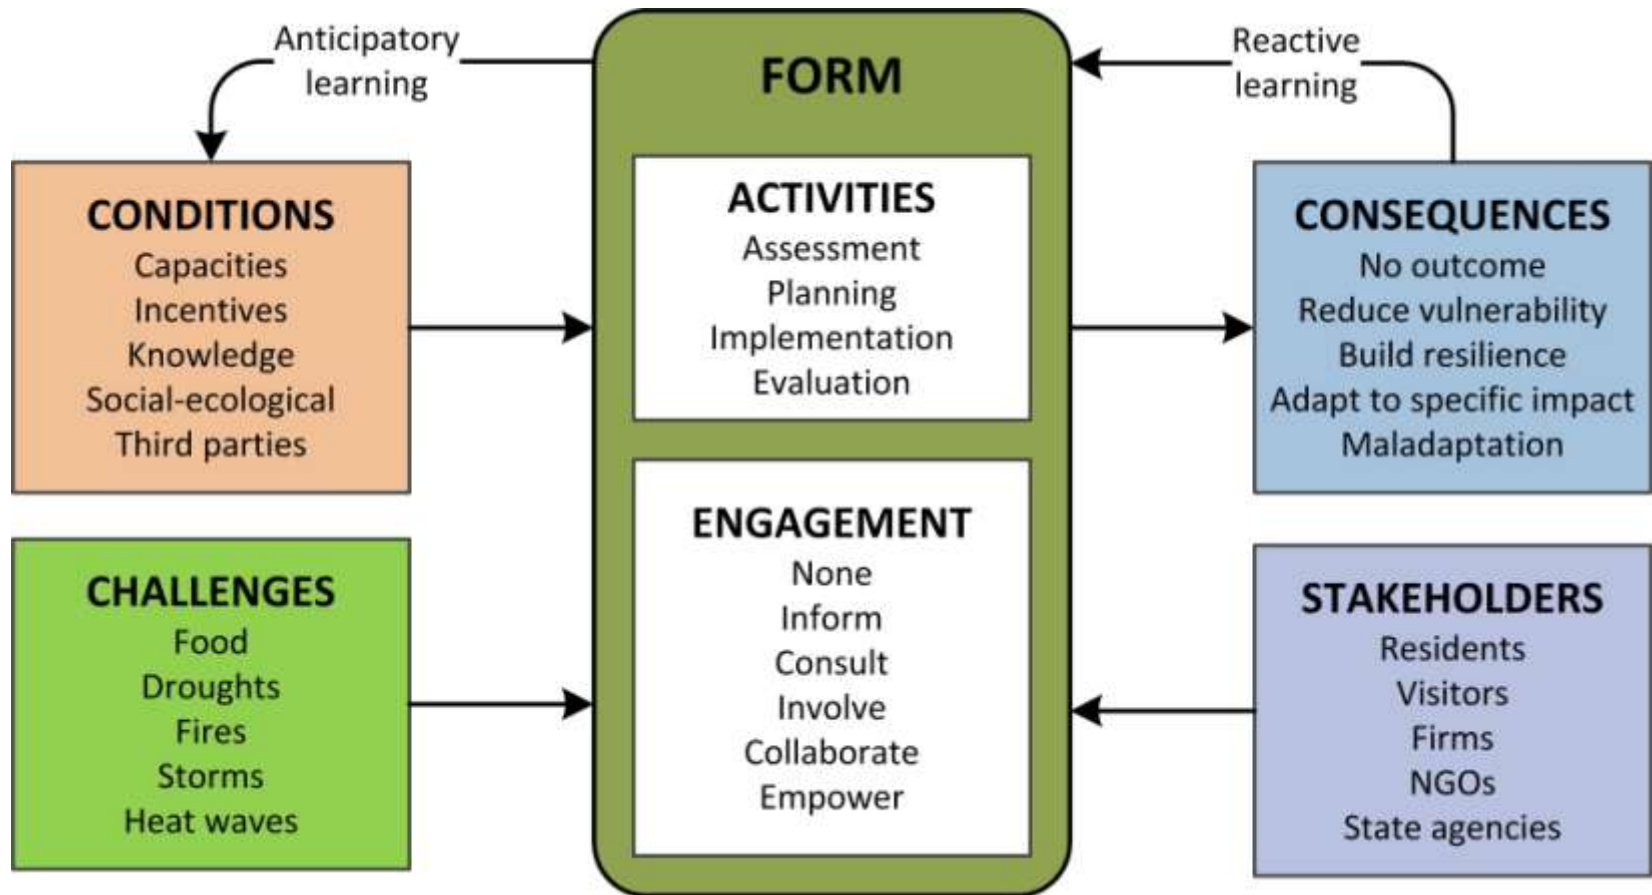 Anticipatory
learning
FORM
Reactive
learning
CONDITIONS
Capacities
Incentives
Knowledge
Social-ecological
Third parties
ACTIVITIES
Assessment
Planning
Implementation
Evaluation
CONSEQUENCES
No outcome
Reduce vulnerability
Build resilience
Adapt to specific impact
Maladaptation
CHALLENGES
Food
Droughts
Fires
Storms
Heat waves
ENGAGEMENT
None
Inform
Consult
Involve
Collaborate
Empower
STAKEHOLDERS
Residents
Visitors
Firms
NGOs
State agencies